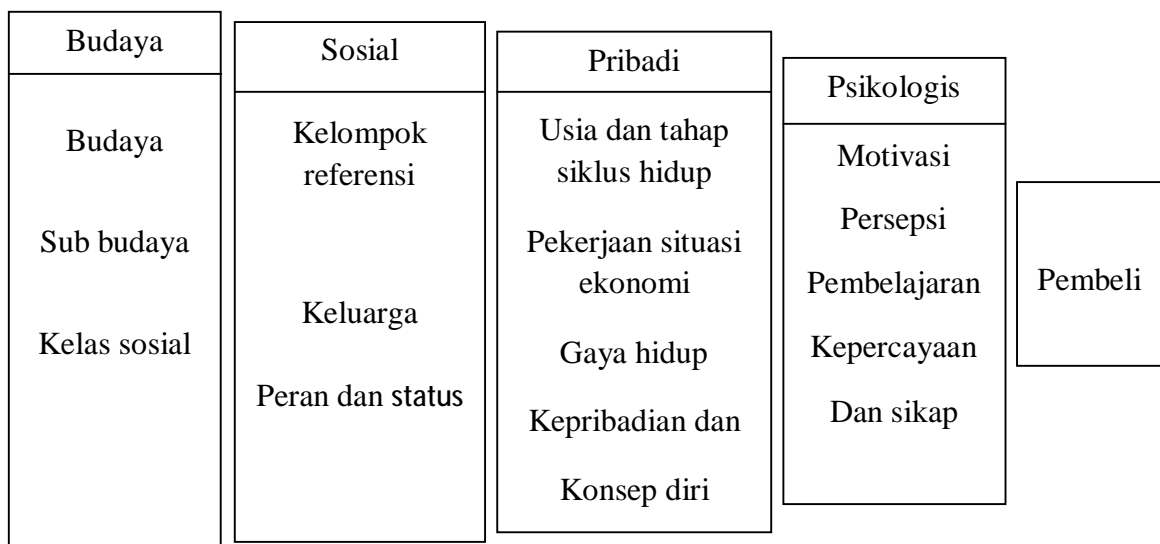 Budaya
Budaya
Sub budaya
Kelas sosial
Sosial
Kelompok
referensi
Keluarga
Peran dan status
Pribadi
Usia dan tahap
siklus hidup
Pekerjaan situasi
ekonomi
Gaya hidup
Kepribadian dan
Konsep diri
Psikologis
Motivasi
Persepsi
Pembelajaran
Kepercayaan
Dan sikap
Pembeli